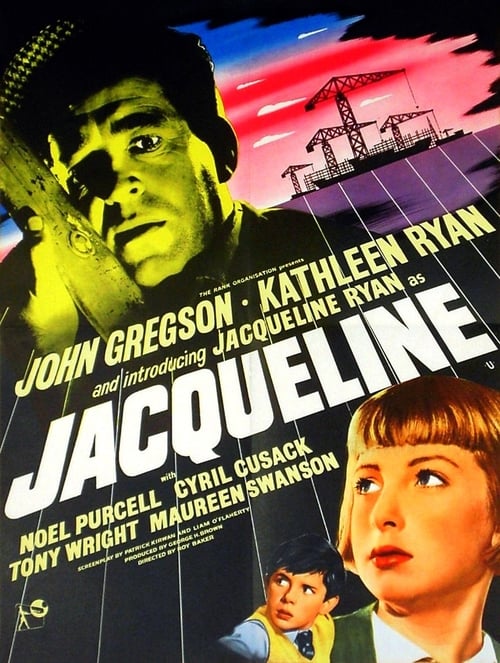 THE RANK ORGANISATION presents
JOHN GREGSON · KATHLEEN RYAN
and introducing JACQUELINE RYAN as
JACQUELINE
U
with
NOEL PURCELL CYRIL CUSACK
TONY WRIGHT MAUREEN SWANSON
SCREENPLAY BY PATRICK KIRWAN AND LIAM O'FLAHERTY
PRODUCED BY GEORGE H. BROWN
DIRECTED BY ROY BAKER